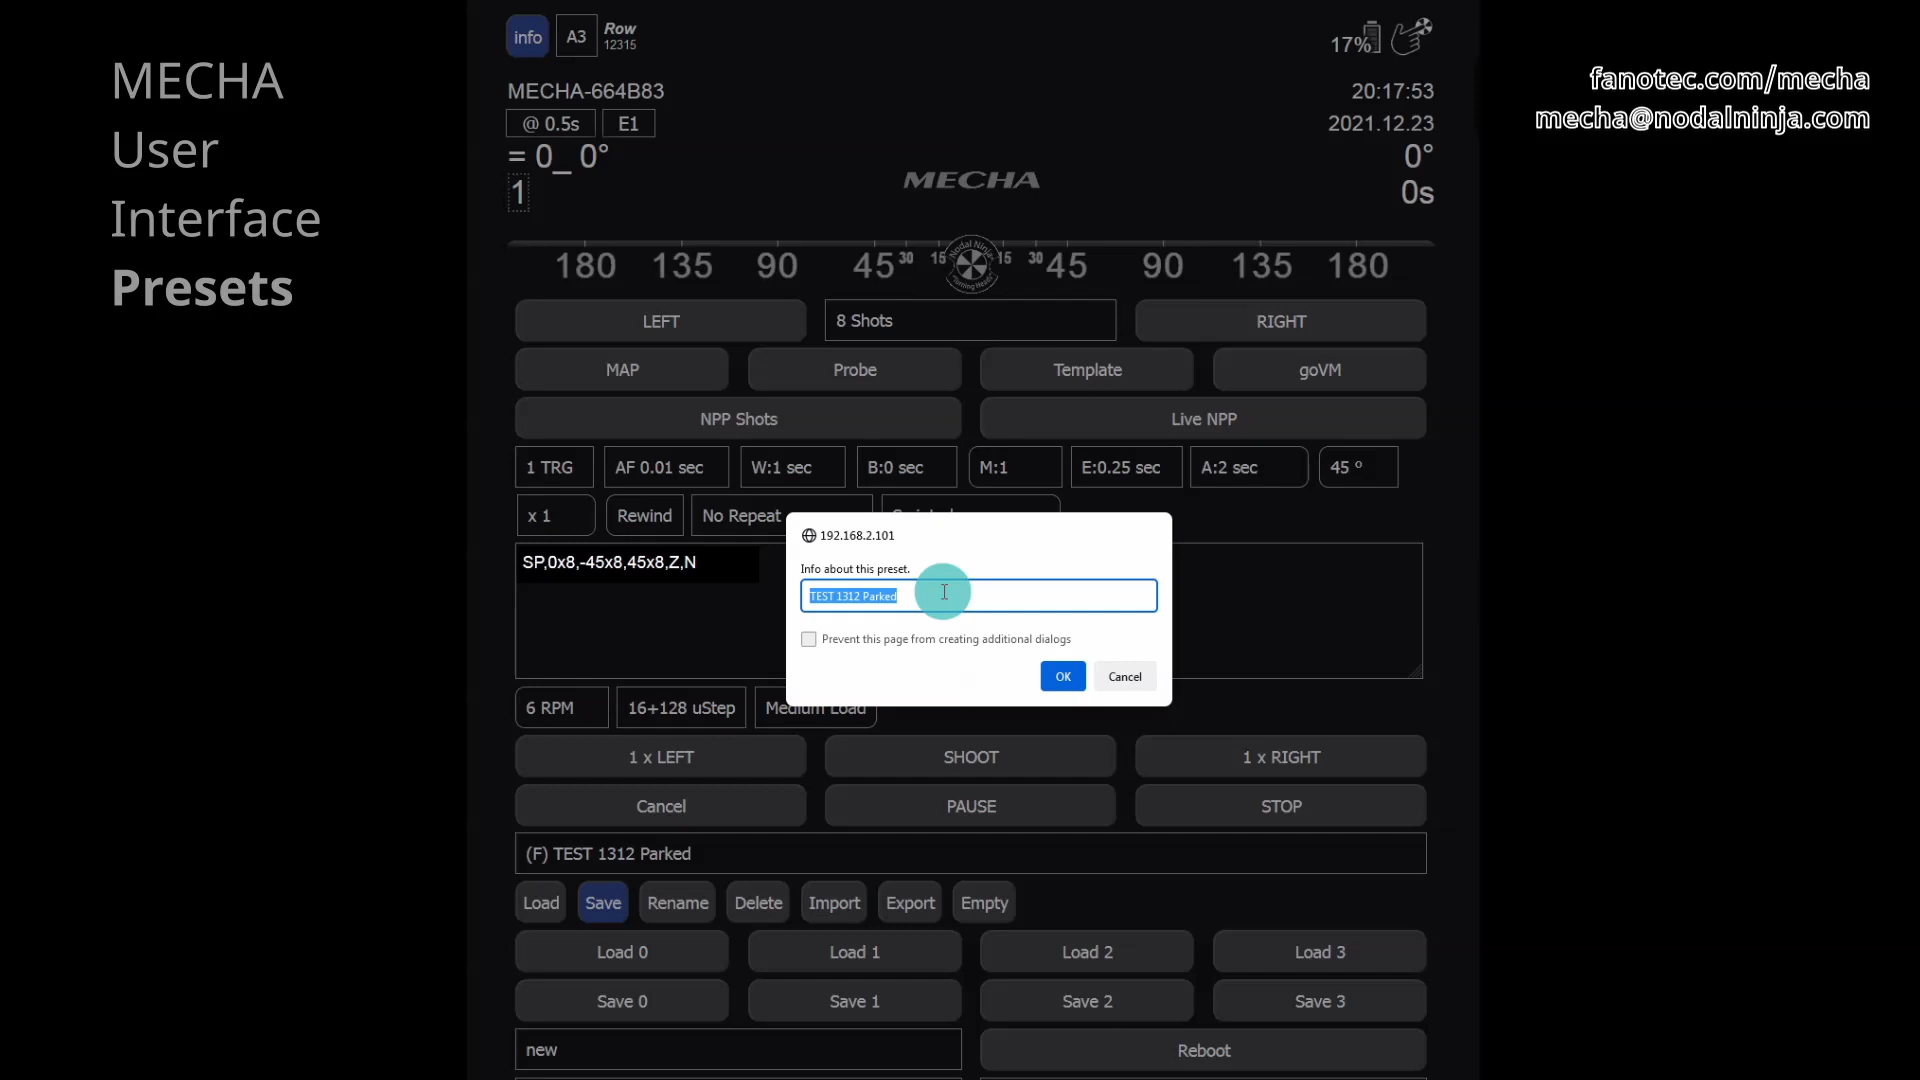 MECHA
User
Interface
Presets
info
A3
Row
12315
17%
fanotec.com/mecha
mecha@nodalninja.com
MECHA-664B83
20:17:53
@ 0.5s
E1
2021.12.23
= 0_ 0°
0°
1
MECHA
0s
180 135 90 45 30 15 Nodal Ninja 15 30 45 90 135 180
LEFT
8 Shots
RIGHT
MAP
Probe
Template
goVM
NPP Shots
Live NPP
1 TRG
AF 0.01 sec
W:1 sec
B:0 sec
M:1
E:0.25 sec
A:2 sec
45 º
x 1
Rewind
No Repeat
192.168.2.101
SP,0x8,-45x8,45x8,Z,N
Info about this preset.
TEST 1312 Parked
Prevent this page from creating additional dialogs
OK
Cancel
6 RPM
16+128 uStep
Medium Load
1 x LEFT
SHOOT
1 x RIGHT
Cancel
PAUSE
STOP
(F) TEST 1312 Parked
Load
Save
Rename
Delete
Import
Export
Empty
Load 0
Load 1
Load 2
Load 3
Save 0
Save 1
Save 2
Save 3
new
Reboot